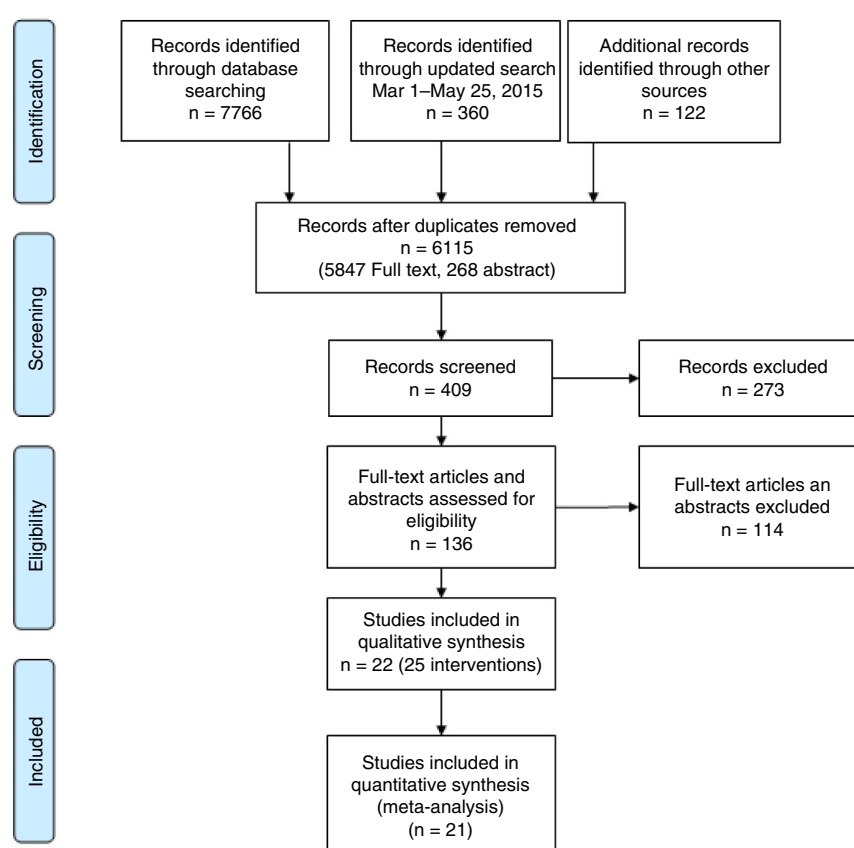 Identification
Records identified
through database
searching
n = 7766
Records identified
through updated search
Mar 1–May 25, 2015
n = 360
Additional records
identified through other
sources
n = 122
Records after duplicates removed
n = 6115
(5847 Full text, 268 abstract)
Screening
Records screened
n = 409
Records excluded
n = 273
Eligibility
Full-text articles and
abstracts assessed for
eligibility
n = 136
Full-text articles an
abstracts excluded
n = 114
Studies included in
qualitative synthesis
n = 22 (25 interventions)
Included
Studies included in
quantitative synthesis
(meta-analysis)
(n = 21)